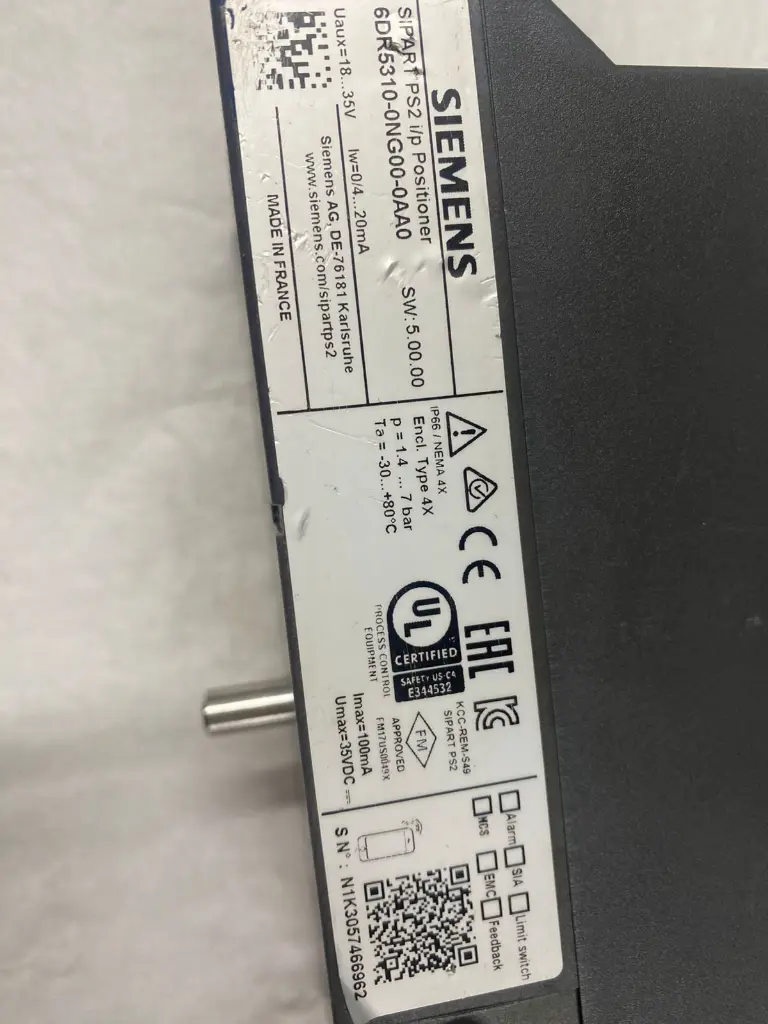 SIEMENS
SIPART PS2 i/p Positioner
6DR5310-0NG00-0AA0 SW: 5.00.00
Uaux=18...35V Iw=0/4...20mA
Siemens AG, DE-76181 Karlsruhe
www.siemens.com/sipartps2
MADE IN FRANCE
CE EAC
IP66 / NEMA 4X
Encl. Type 4X
p = 1.4 ... 7 bar
Ta = -30...+80°C
UL
CERTIFIED
SAFETY US-CA
E344532
PROCESS CONTROL
EQUIPMENT
KCC-REM-S49
SIPART PS2
FM
APPROVED
FM17US0049X
Imax=100mA
Umax=35VDC
Alarm SIA Limit switch
MCS EMC Feedback
S N° : N1K3057466962